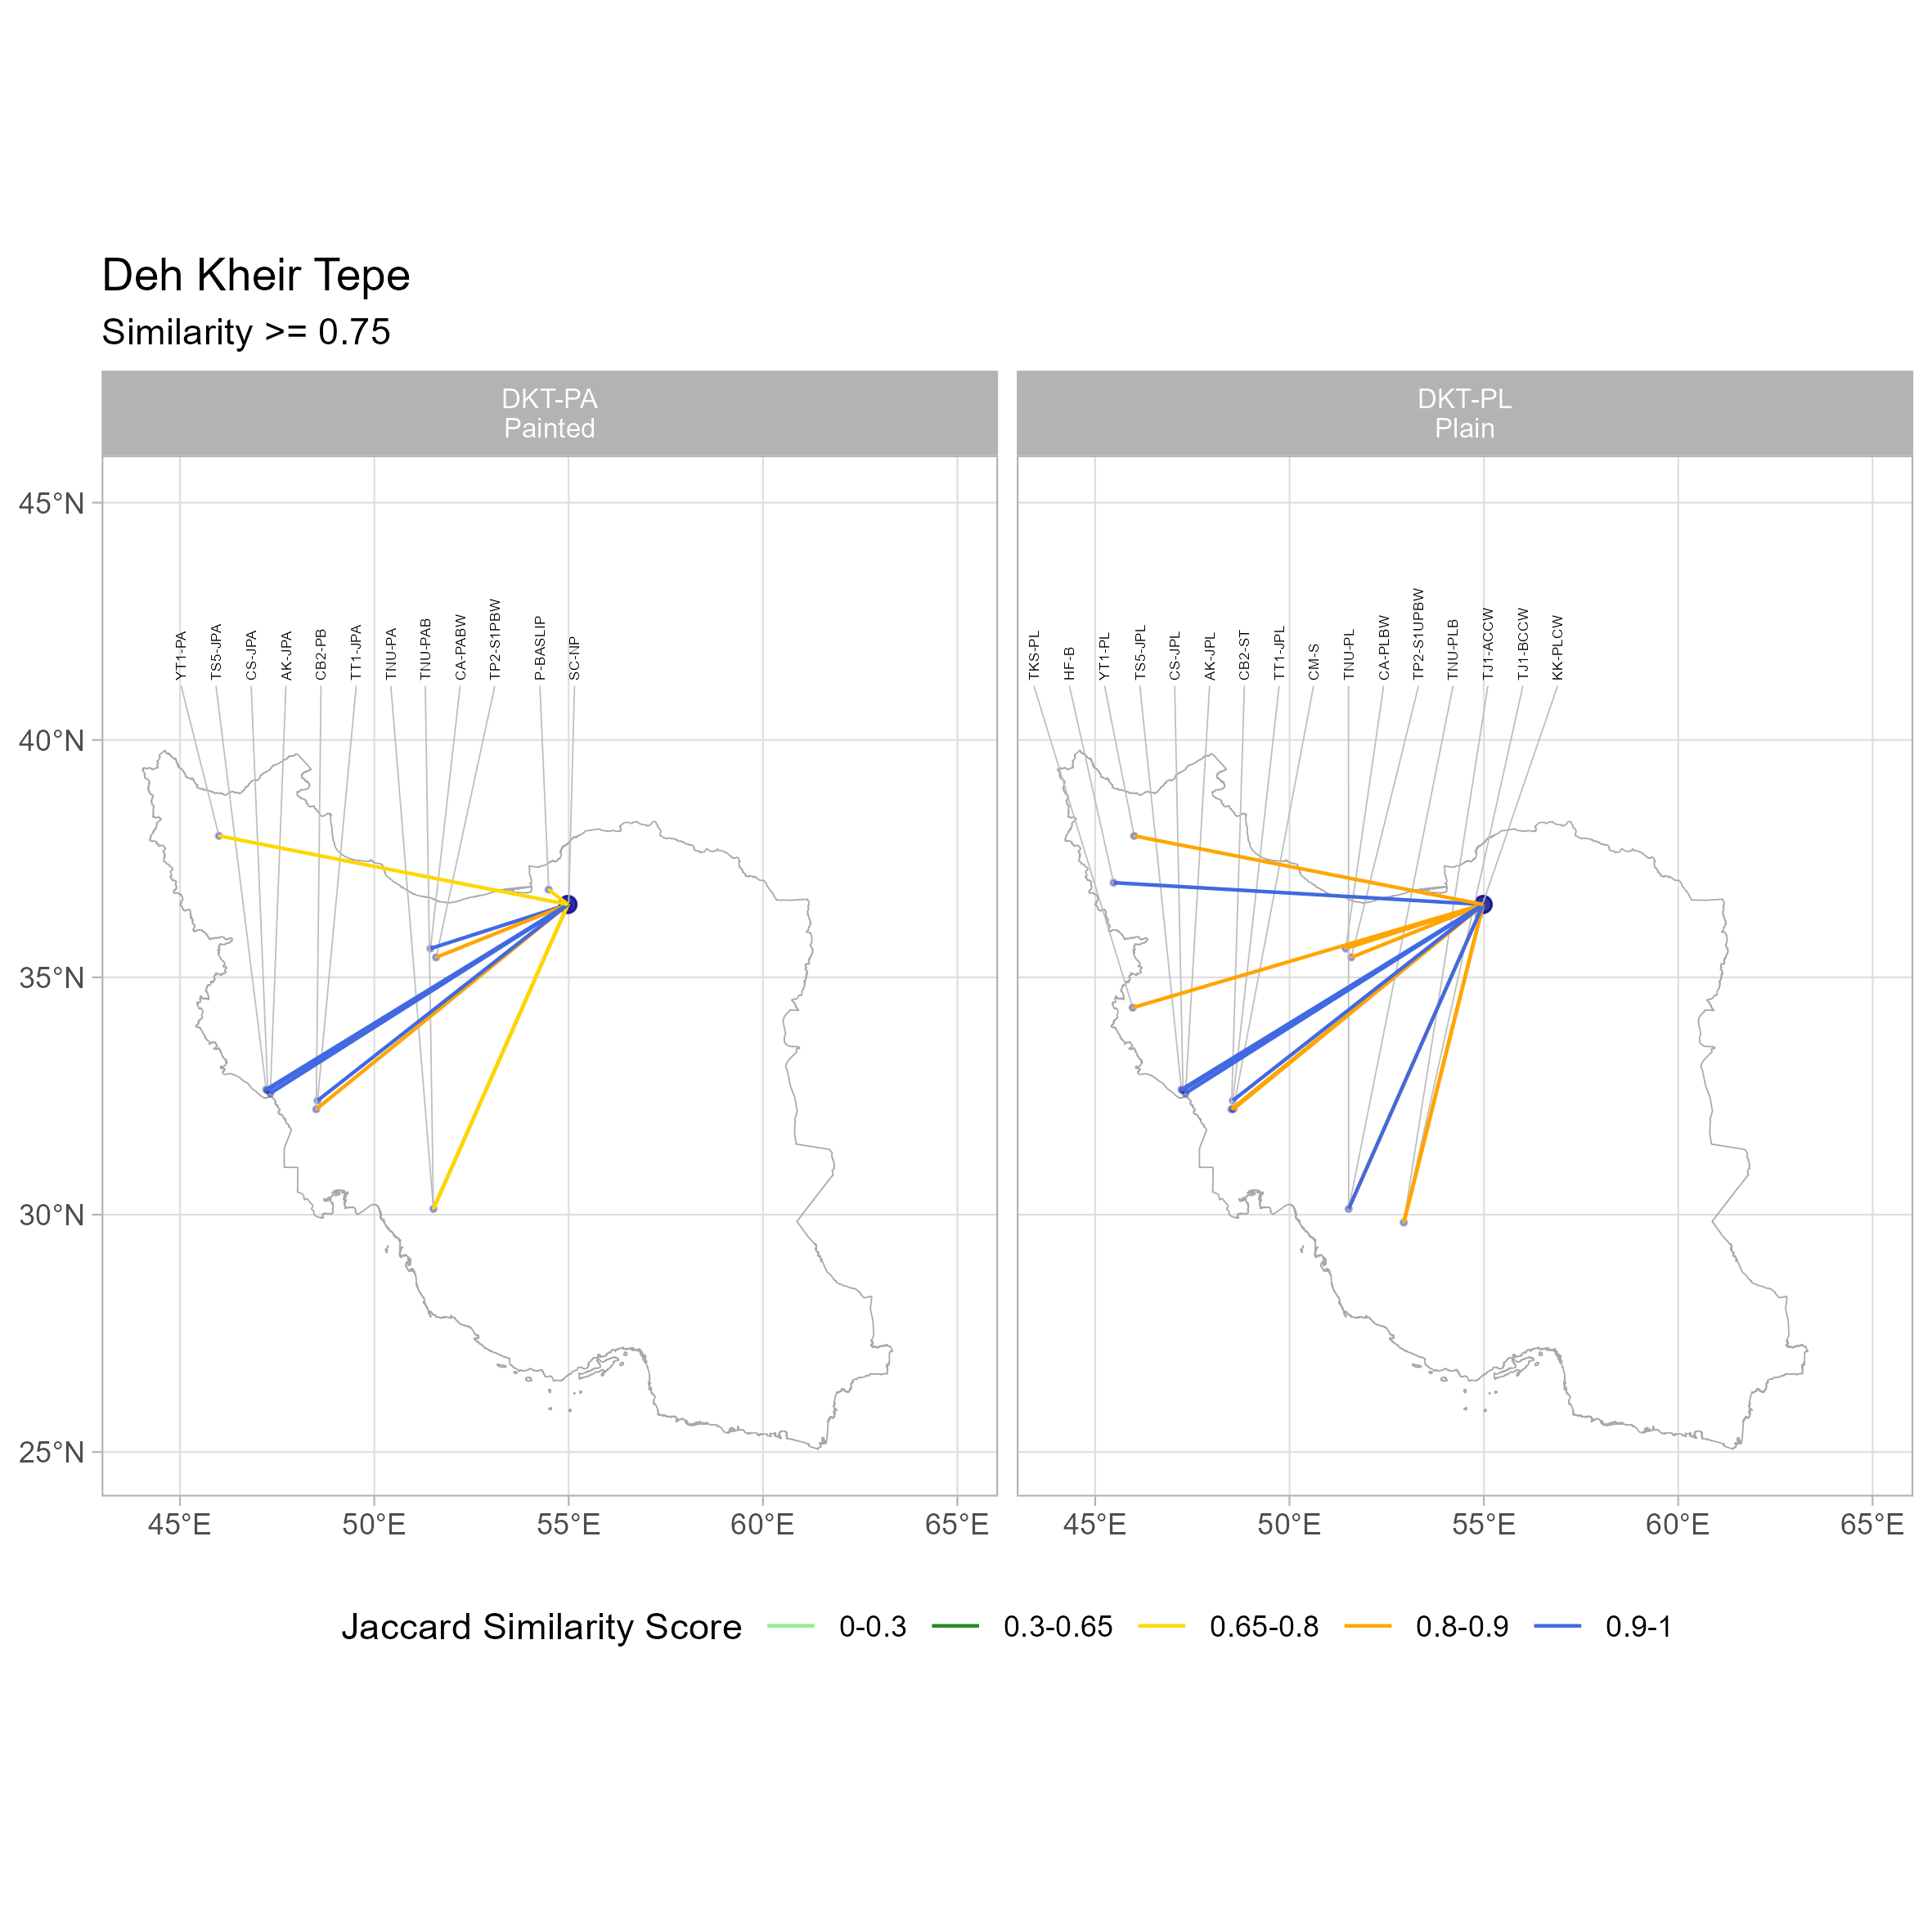 Deh Kheir Tepe
Similarity >= 0.75
DKT-PA
Painted
DKT-PL
Plain
YT1-PA
TS5-JPA
CS-JPA
AK-JPA
CB2-PB
TT1-JPA
TNU-PA
TNU-PAB
CA-PABW
TP2-S1PBW
P-BASLIP
SC-NP
TKS-PL
HF-B
YT1-PL
TS5-JPL
CS-JPL
AK-JPL
CB2-ST
TT1-JPL
CM-S
TNU-PL
CA-PLBW
TP2-S1UPBW
TNU-PLB
TJ1-ACCW
TJ1-BCCW
KK-PLCW
45°N
40°N
35°N
30°N
25°N
45°E 50°E 55°E 60°E 65°E
45°E 50°E 55°E 60°E 65°E
Jaccard Similarity Score 0-0.3 0.3-0.65 0.65-0.8 0.8-0.9 0.9-1